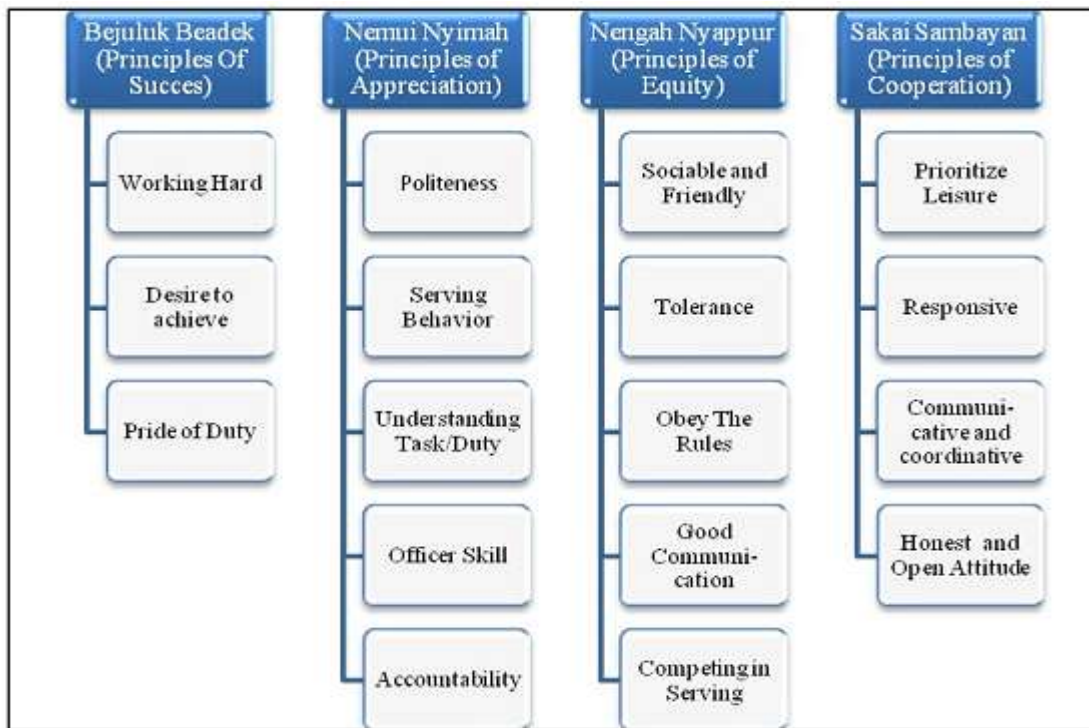 Bejuluk Beadek
(Principles Of
Succes)
Working Hard
Desire to
achieve
Pride of Duty
Nemui Nyimah
(Principles of
Appreciation)
Politeness
Serving
Behavior
Understanding
Task/Duty
Officer Skill
Accountability
Nengah Nyappur
(Principles of
Equity)
Sociable and
Friendly
Tolerance
Obey The
Rules
Good
Communi-
cation
Competing in
Serving
Sakai Sambayan
(Principles of
Cooperation)
Prioritize
Leisure
Responsive
Communi-
cative and
coordinative
Honest and
Open Attitude